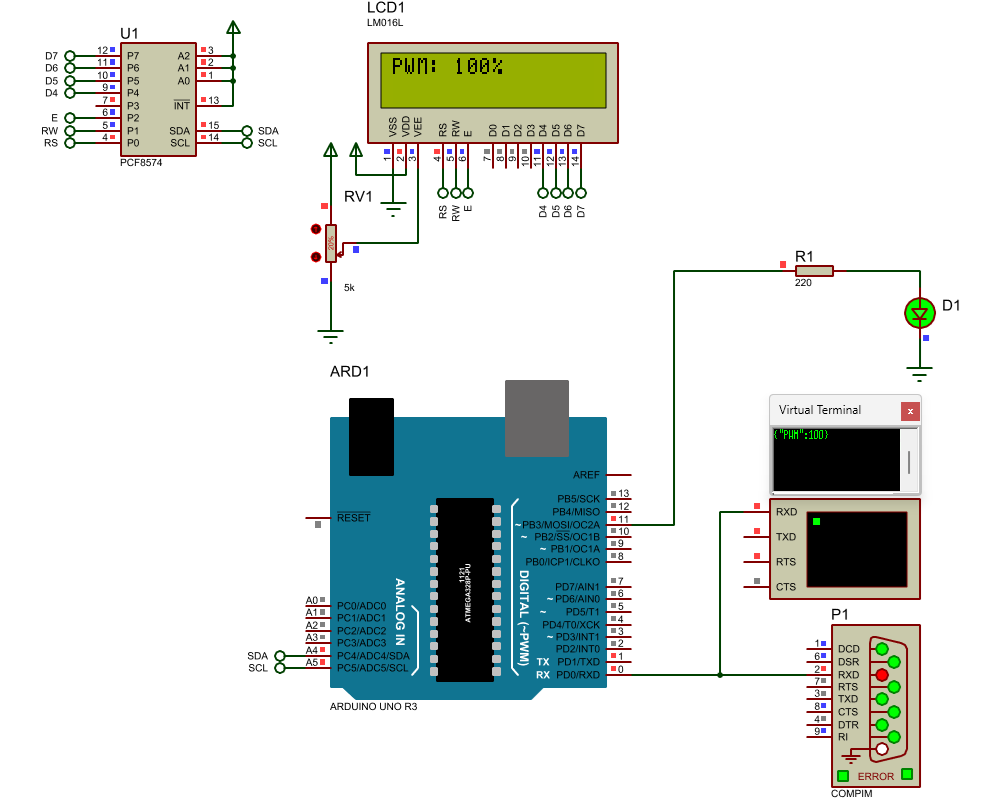 U1
D7 12 P7 A2 3
D6 11 P6 A1 2
D5 10 P5 A0 1
D4 9 P4
7 P3 INT 13
E 6 P2
RW 5 P1 SDA 15 SDA
RS 4 P0 SCL 14 SCL
PCF8574
LCD1
LM016L
PWM: 100%
VSS VDD VEE RS RW E D0 D1 D2 D3 D4 D5 D6 D7
1 2 3 4 5 6 7 8 9 10 11 12 13 14
RS RW E D4 D5 D6 D7
RV1
20%
5k
R1
220
D1
ARD1
AREF
PB5/SCK 13
PB4/MISO 12
RESET
~PB3/MOSI/OC2A 11
~ PB2/SS/OC1B 10
~ PB1/OC1A 9
PB0/ICP1/CLKO 8
1121
ATMEGA328P-PU
ANALOG IN
DIGITAL (~PWM)
PD7/AIN1 7
~ PD6/AIN0 6
~ PD5/T1 5
PD4/T0/XCK 4
~ PD3/INT1 3
PD2/INT0 2
TX PD1/TXD 1
RX PD0/RXD 0
A0 PC0/ADC0
A1 PC1/ADC1
A2 PC2/ADC2
A3 PC3/ADC3
SDA A4 PC4/ADC4/SDA
SCL A5 PC5/ADC5/SCL
ARDUINO UNO R3
Virtual Terminal x
{"PWM":100}
RXD
TXD
RTS
CTS
P1
1 DCD
6 DSR
2 RXD
7 RTS
3 TXD
8 CTS
4 DTR
9 RI
ERROR
COMPIM